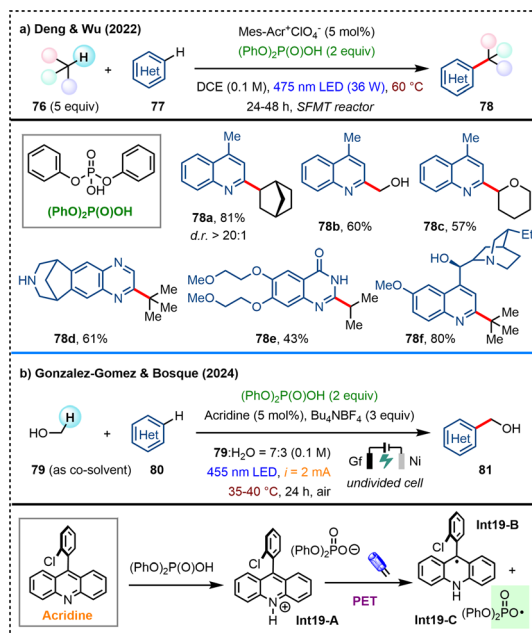 a) Deng & Wu (2022)
Mes-Acr⁺ClO₄⁻ (5 mol%)
(PhO)₂P(O)OH (2 equiv)
H
+
Het
H
DCE (0.1 M), 475 nm LED (36 W), 60 °C
24-48 h, SFMT reactor
Het
76 (5 equiv)
77
78
O
O P O
OH
(PhO)₂P(O)OH
Me
N
78a, 81%
d.r. > 20:1
Me
N
OH
78b, 60%
Me
N
O
78c, 57%
HN
N
N
Me
Me
Me
78d, 61%
MeO
O
MeO
O
O
NH
N
Me
Me
78e, 43%
Et
HO
N
MeO
N
Me
Me
Me
78f, 80%
b) Gonzalez-Gomez & Bosque (2024)
(PhO)₂P(O)OH (2 equiv)
Acridine (5 mol%), Bu₄NBF₄ (3 equiv)
HO
H
+
Het
H
79:H₂O = 7:3 (0.1 M)
455 nm LED, i = 2 mA
35-40 °C, 24 h, air
Gf
Ni
undivided cell
Het
OH
79 (as co-solvent)
80
81
Cl
N
Acridine
(PhO)₂P(O)OH
Cl
N
H
⊕
Int19-A
(PhO)₂PO⊖
PET
Int19-B
Cl
•
N
H
+
Int19-C
O
(PhO)₂PO•